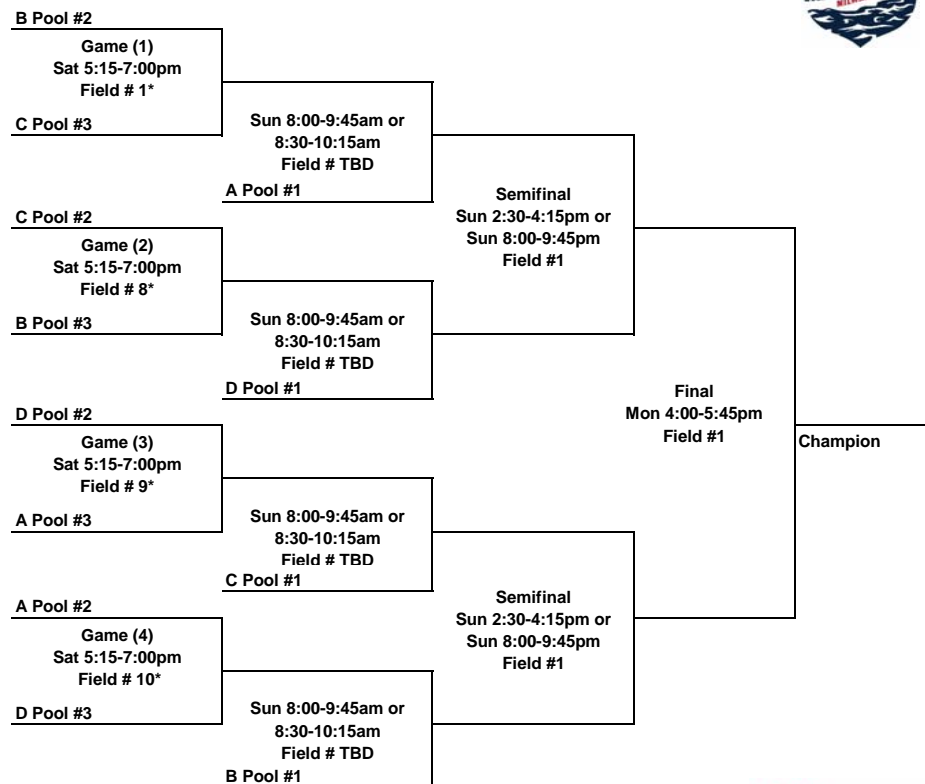 B Pool #2
Game (1)
Sat 5:15-7:00pm
Field # 1*
C Pool #3
Sun 8:00-9:45am or
8:30-10:15am
Field # TBD
A Pool #1
C Pool #2
Game (2)
Sat 5:15-7:00pm
Field # 8*
B Pool #3
Sun 8:00-9:45am or
8:30-10:15am
Field # TBD
D Pool #1
Semifinal
Sun 2:30-4:15pm or
Sun 8:00-9:45pm
Field #1
D Pool #2
Game (3)
Sat 5:15-7:00pm
Field # 9*
A Pool #3
Sun 8:00-9:45am or
8:30-10:15am
Field # TBD
C Pool #1
A Pool #2
Game (4)
Sat 5:15-7:00pm
Field # 10*
D Pool #3
Sun 8:00-9:45am or
8:30-10:15am
Field # TBD
B Pool #1
Semifinal
Sun 2:30-4:15pm or
Sun 8:00-9:45pm
Field #1
Final
Mon 4:00-5:45pm
Field #1
Champion